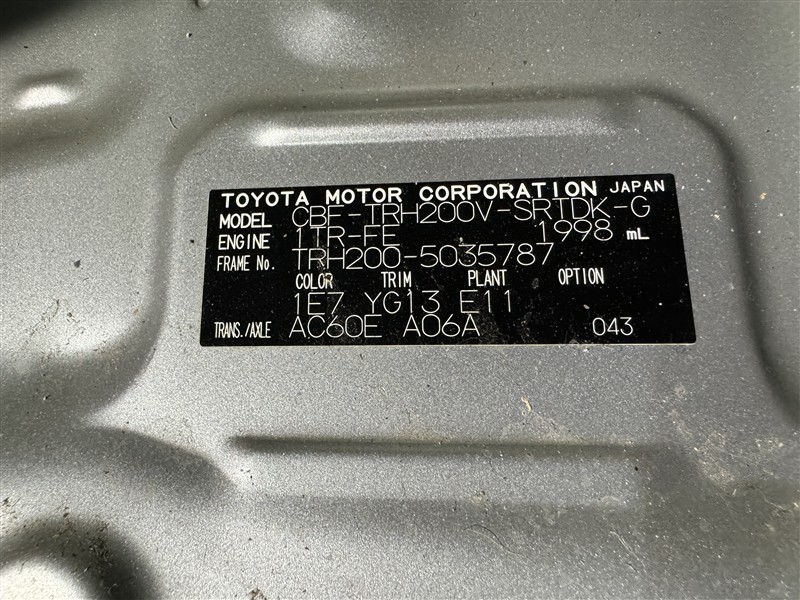 TOYOTA MOTOR CORPORATION JAPAN
MODEL CBF-TRH200V-SRTDK-G
ENGINE 1TR-FE 1998 mL
FRAME No. TRH200-5035787
COLOR TRIM PLANT OPTION
1E7 YG13 E11
TRANS./AXLE AC60E A06A 043